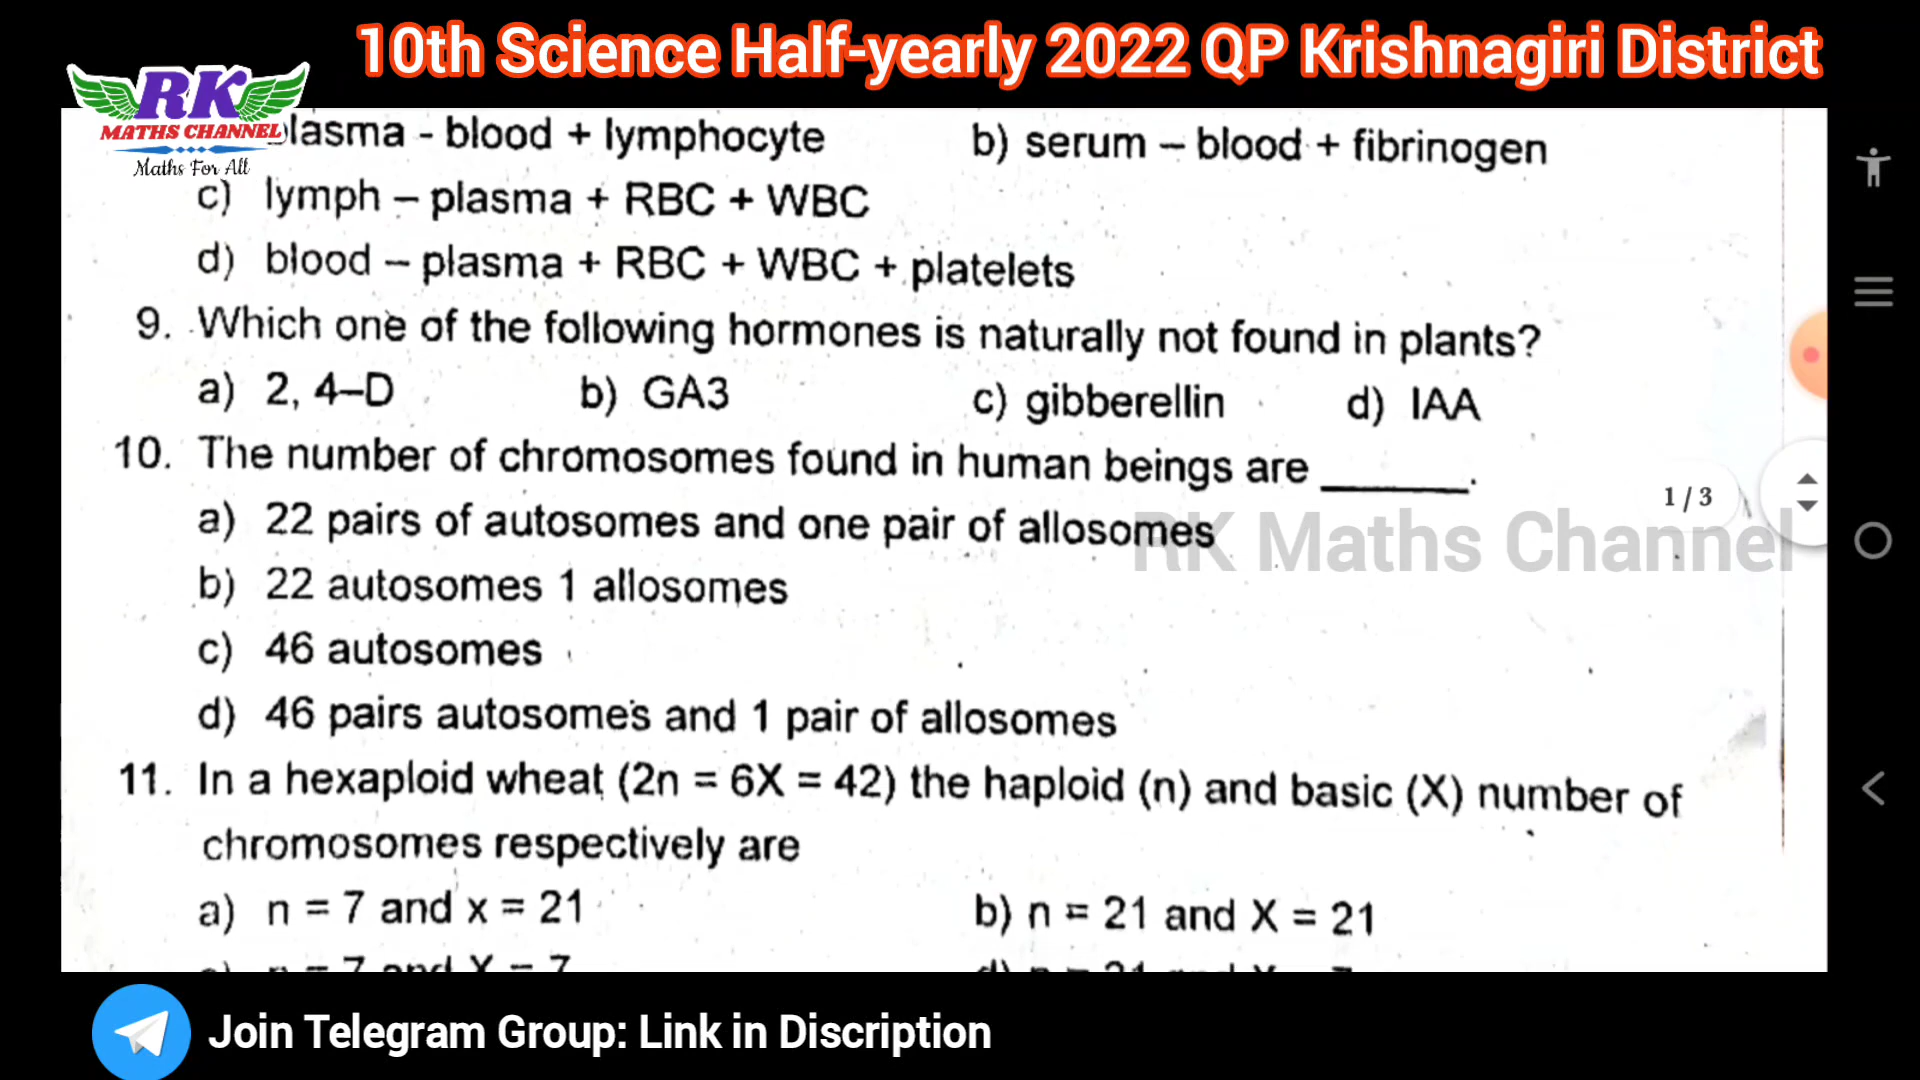 10th Science Half-yearly 2022 QP Krishnagiri District
RK
MATHS CHANNEL
Maths For All
lasma - blood + lymphocyte b) serum – blood + fibrinogen
c) lymph – plasma + RBC + WBC
d) blood – plasma + RBC + WBC + platelets
9. Which one of the following hormones is naturally not found in plants?
a) 2, 4–D b) GA3 c) gibberellin d) IAA
10. The number of chromosomes found in human beings are ______.
1 / 3
a) 22 pairs of autosomes and one pair of allosomes
RK Maths Channel
b) 22 autosomes 1 allosomes
c) 46 autosomes
d) 46 pairs autosomes and 1 pair of allosomes
11. In a hexaploid wheat (2n = 6X = 42) the haploid (n) and basic (X) number of
chromosomes respectively are
a) n = 7 and x = 21 b) n = 21 and X = 21
Join Telegram Group: Link in Discription